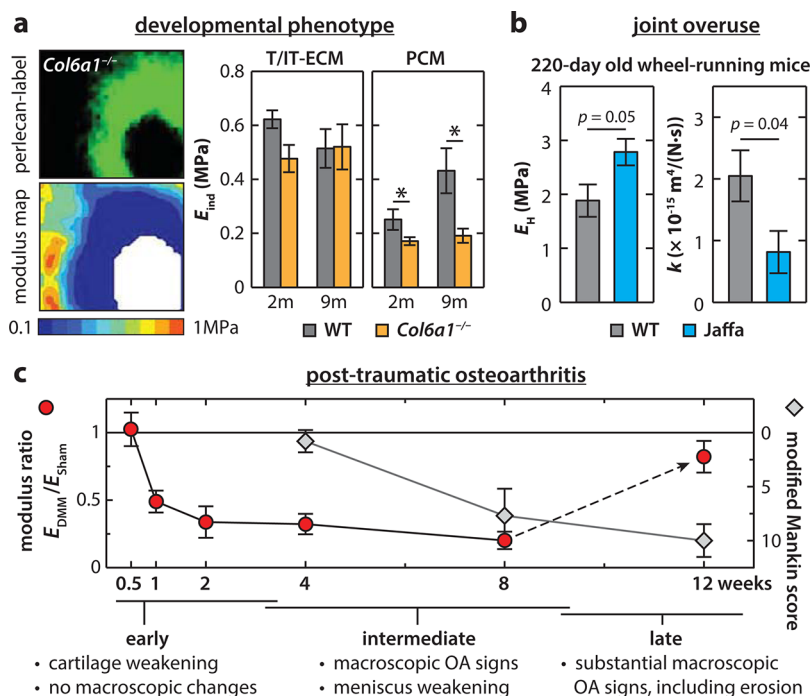 a
developmental phenotype
perlecan-label
Col6a1−/−
modulus map
0.1
1MPa
T/IT-ECM
PCM
Eind (MPa)
0.8
0.6
0.4
0.2
0
*
*
2m
9m
2m
9m
WT
Col6a1−/−
b
joint overuse
220-day old wheel-running mice
EH (MPa)
4
3
2
1
0
p = 0.05
k (× 10-15 m4/(N·s)
3
2
1
0
p = 0.04
WT
Jaffa
c
post-traumatic osteoarthritis
modulus ratio
EDMM/ESham
1
0.5
0
0
5
10
modified Mankin score
0.5
1
2
4
8
12 weeks
early
intermediate
late
• cartilage weakening
• no macroscopic changes
• macroscopic OA signs
• meniscus weakening
• substantial macroscopic
OA signs, including erosion